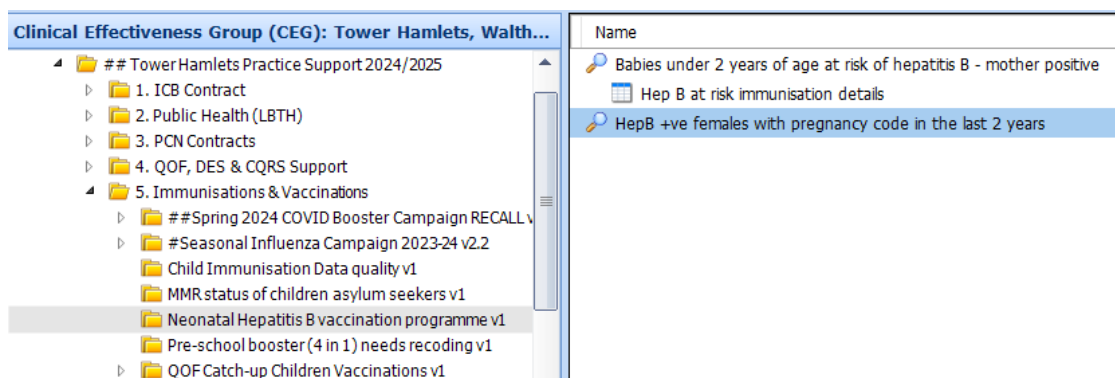 Clinical Effectiveness Group (CEG): Tower Hamlets, Walth...
## Tower Hamlets Practice Support 2024/2025
1. ICB Contract
2. Public Health (LBTH)
3. PCN Contracts
4. QOF, DES & CQRS Support
5. Immunisations & Vaccinations
##Spring 2024 COVID Booster Campaign RECALL v
#Seasonal Influenza Campaign 2023-24 v2.2
Child Immunisation Data quality v1
MMR status of children asylum seekers v1
Neonatal Hepatitis B vaccination programme v1
Pre-school booster (4 in 1) needs recoding v1
QOF Catch-up Children Vaccinations v1
Name
Babies under 2 years of age at risk of hepatitis B - mother positive
Hep B at risk immunisation details
HepB +ve females with pregnancy code in the last 2 years